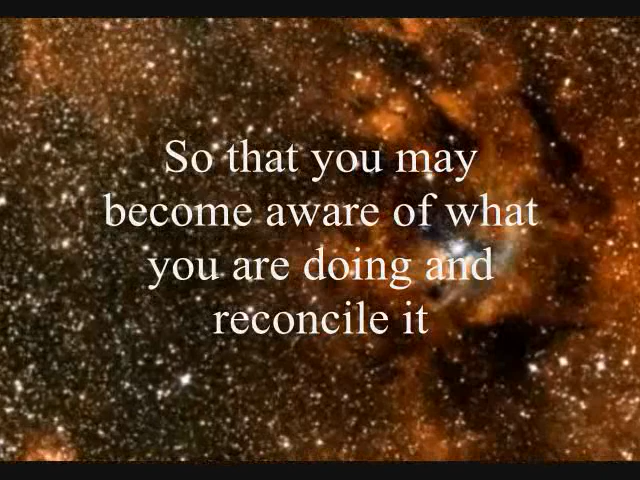 So that you may
become aware of what
you are doing and
reconcile it